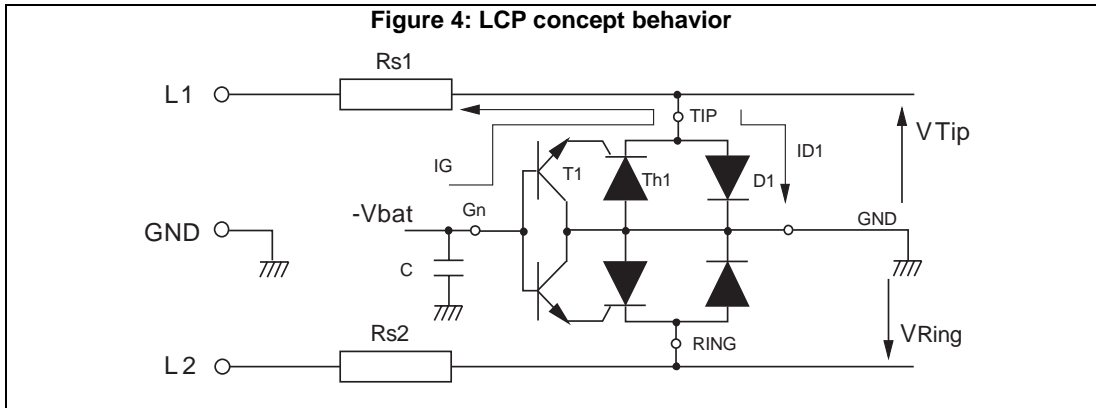 Figure 4: LCP concept behavior
Rs1
L1
TIP
VTip
IG
ID1
T1
Th1
D1
-Vbat
Gn
GND
GND
C
Rs2
RING
VRing
L2